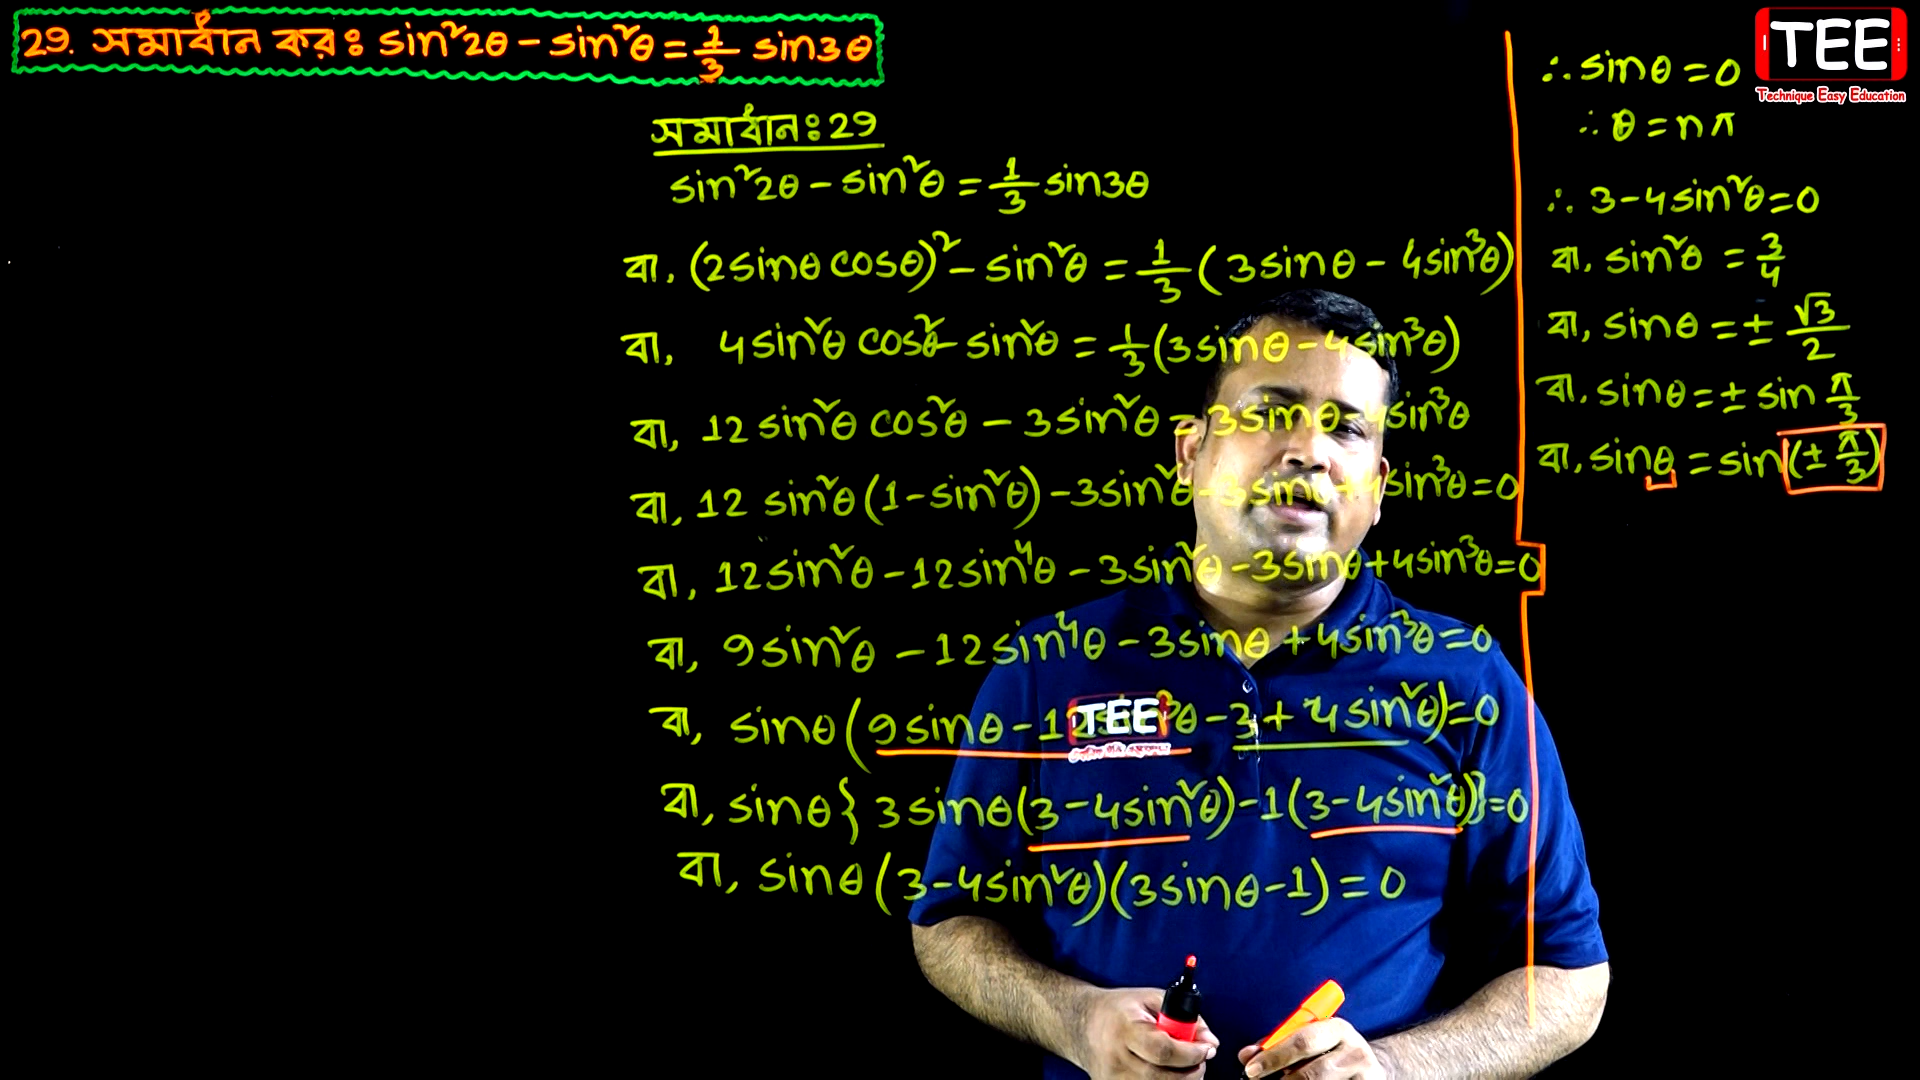 29. সমাধান করঃ sin²2θ - sin²θ = 1/3 sin3θ
সমাধানঃ 29
sin²2θ - sin²θ = 1/3 sin3θ
বা, (2sinθ cosθ)² - sin²θ = 1/3 (3sinθ - 4sin³θ)
বা, 4sin²θ cos²θ - sin²θ = 1/3 (3sinθ - 4sin³θ)
বা, 12 sin²θ cos²θ - 3sin²θ = 3sinθ - 4sin³θ
বা, 12 sin²θ (1 - sin²θ) - 3sin²θ - 3sinθ + 4sin³θ = 0
বা, 12sin²θ - 12sin⁴θ - 3sin²θ - 3sinθ + 4sin³θ = 0
বা, 9sin²θ - 12sin⁴θ - 3sinθ + 4sin³θ = 0
বা, sinθ (9sinθ - 12sin³θ - 3 + 4sin²θ) = 0
বা, sinθ { 3sinθ (3 - 4sin²θ) - 1 (3 - 4sin²θ)} = 0
বা, sinθ (3 - 4sin²θ)(3sinθ - 1) = 0
∴ sinθ = 0
∴ θ = nπ
∴ 3 - 4sin²θ = 0
বা, sin²θ = 3/4
বা, sinθ = ± √3/2
বা, sinθ = ± sin π/3
বা, sinθ = sin (± π/3)
TEE
Technique Easy Education
TEE